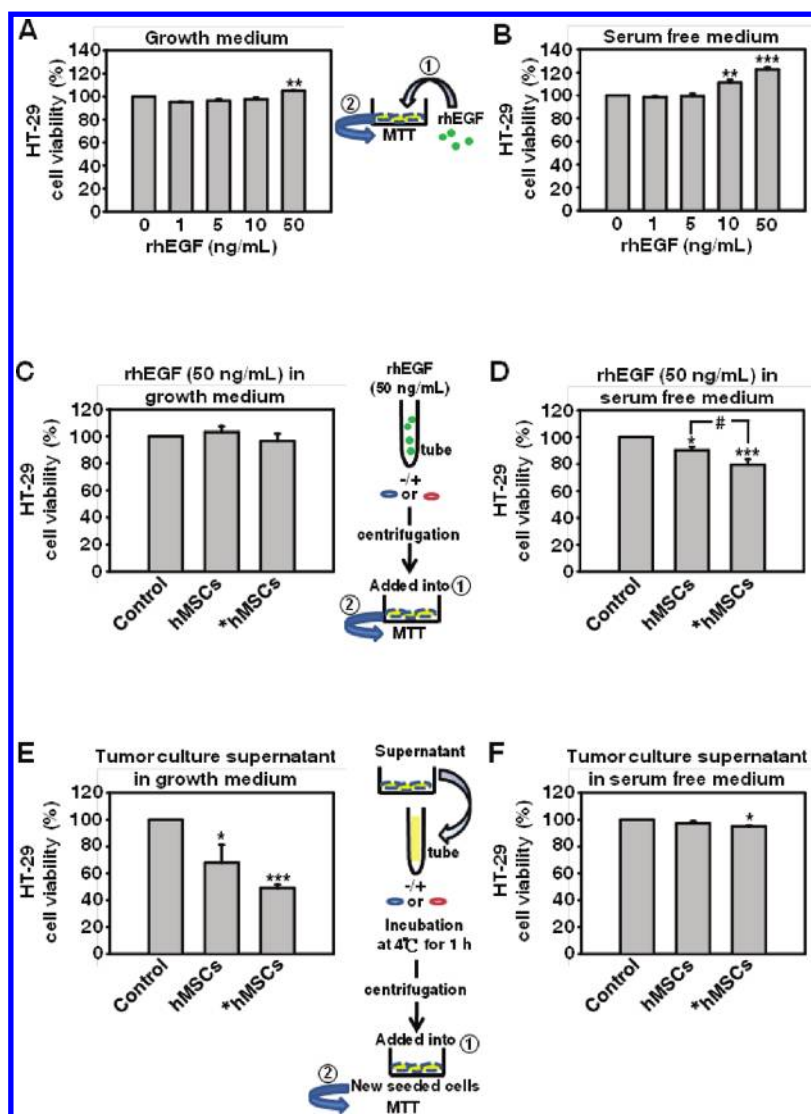 A
Growth medium
HT-29
cell viability (%)
140
120
100
80
60
40
20
0
**
0 1 5 10 50
rhEGF (ng/mL)
①
②
rhEGF
MTT
B
Serum free medium
HT-29
cell viability (%)
140
120
100
80
60
40
20
0
** ***
0 1 5 10 50
rhEGF (ng/mL)
C
rhEGF (50 ng/mL) in
growth medium
HT-29
cell viability (%)
120
100
80
60
40
20
0
Control hMSCs *hMSCs
rhEGF
(50 ng/mL)
tube
-/+
or
centrifugation
Added into ①
②
MTT
D
rhEGF (50 ng/mL) in
serum free medium
HT-29
cell viability (%)
120
100
80
60
40
20
0
#
* ***
Control hMSCs *hMSCs
E
Tumor culture supernatant
in growth medium
HT-29
cell viability (%)
120
100
80
60
40
20
0
* ***
Control hMSCs *hMSCs
Supernatant
tube
-/+
or
Incubation
at 4℃ for 1 h
centrifugation
Added into ①
②
New seeded cells
MTT
F
Tumor culture supernatant
in serum free medium
HT-29
cell viability (%)
120
100
80
60
40
20
0
*
Control hMSCs *hMSCs